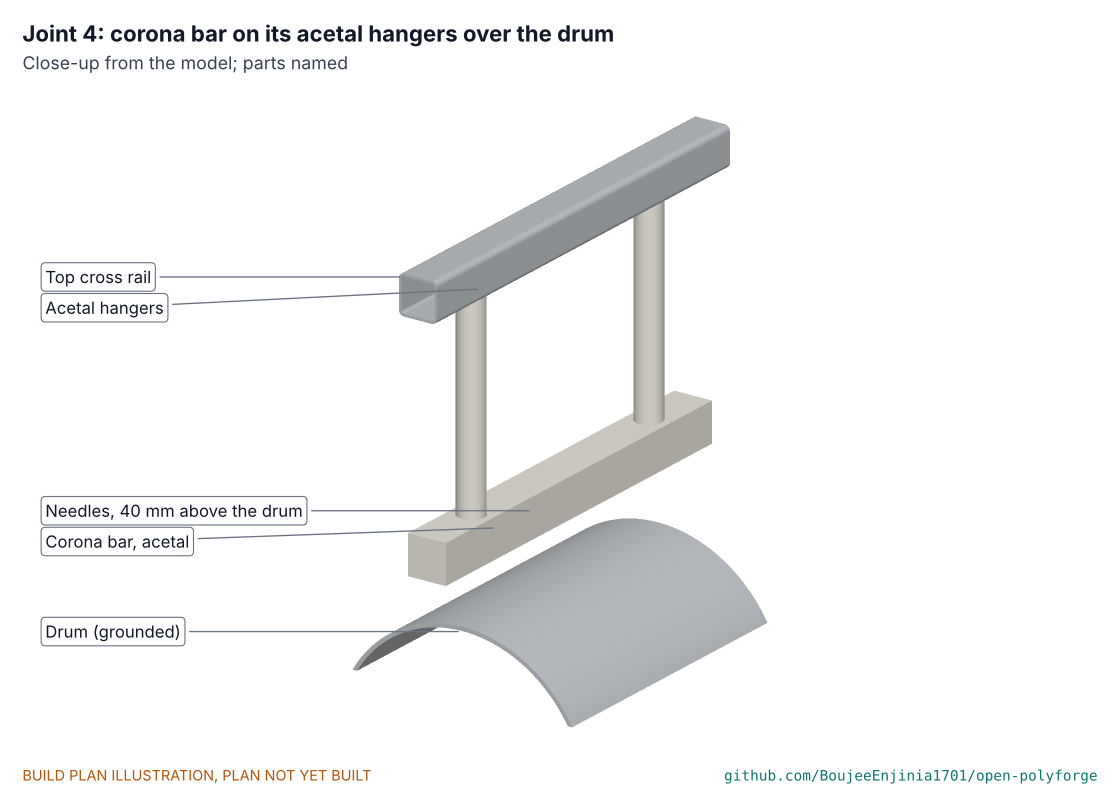 Joint 4: corona bar on its acetal hangers over the drum
Close-up from the model; parts named
Top cross rail
Acetal hangers
Needles, 40 mm above the drum
Corona bar, acetal
Drum (grounded)
BUILD PLAN ILLUSTRATION, PLAN NOT YET BUILT
github.com/BoujeeEnjinia1701/open-polyforge